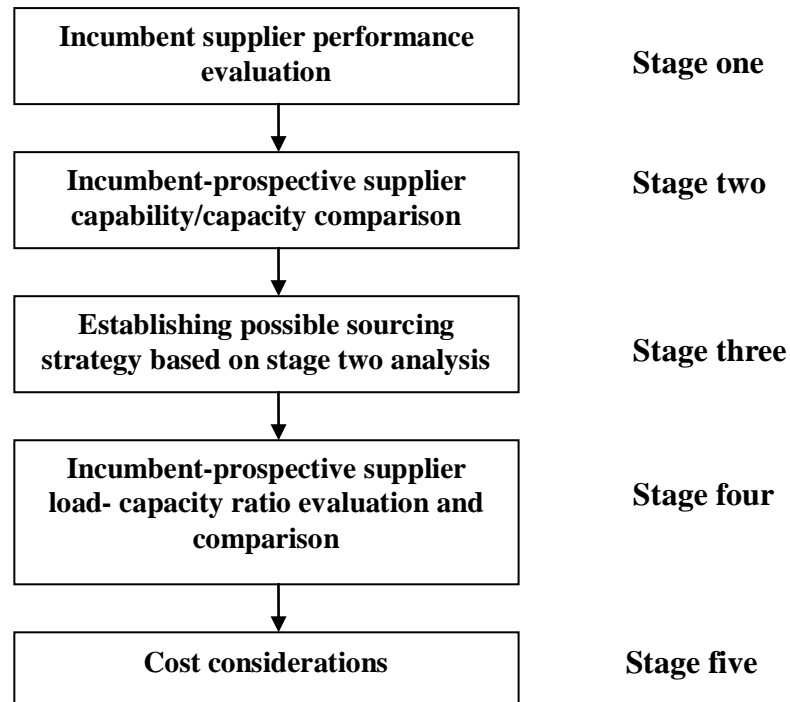 Incumbent supplier performance
evaluation
Stage one
Incumbent-prospective supplier
capability/capacity comparison
Stage two
Establishing possible sourcing
strategy based on stage two analysis
Stage three
Incumbent-prospective supplier
load- capacity ratio evaluation and
comparison
Stage four
Cost considerations
Stage five